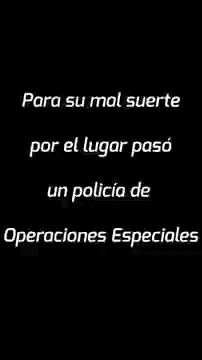 Para su mal suerte
por el lugar pasó
un policía de
Operaciones Especiales